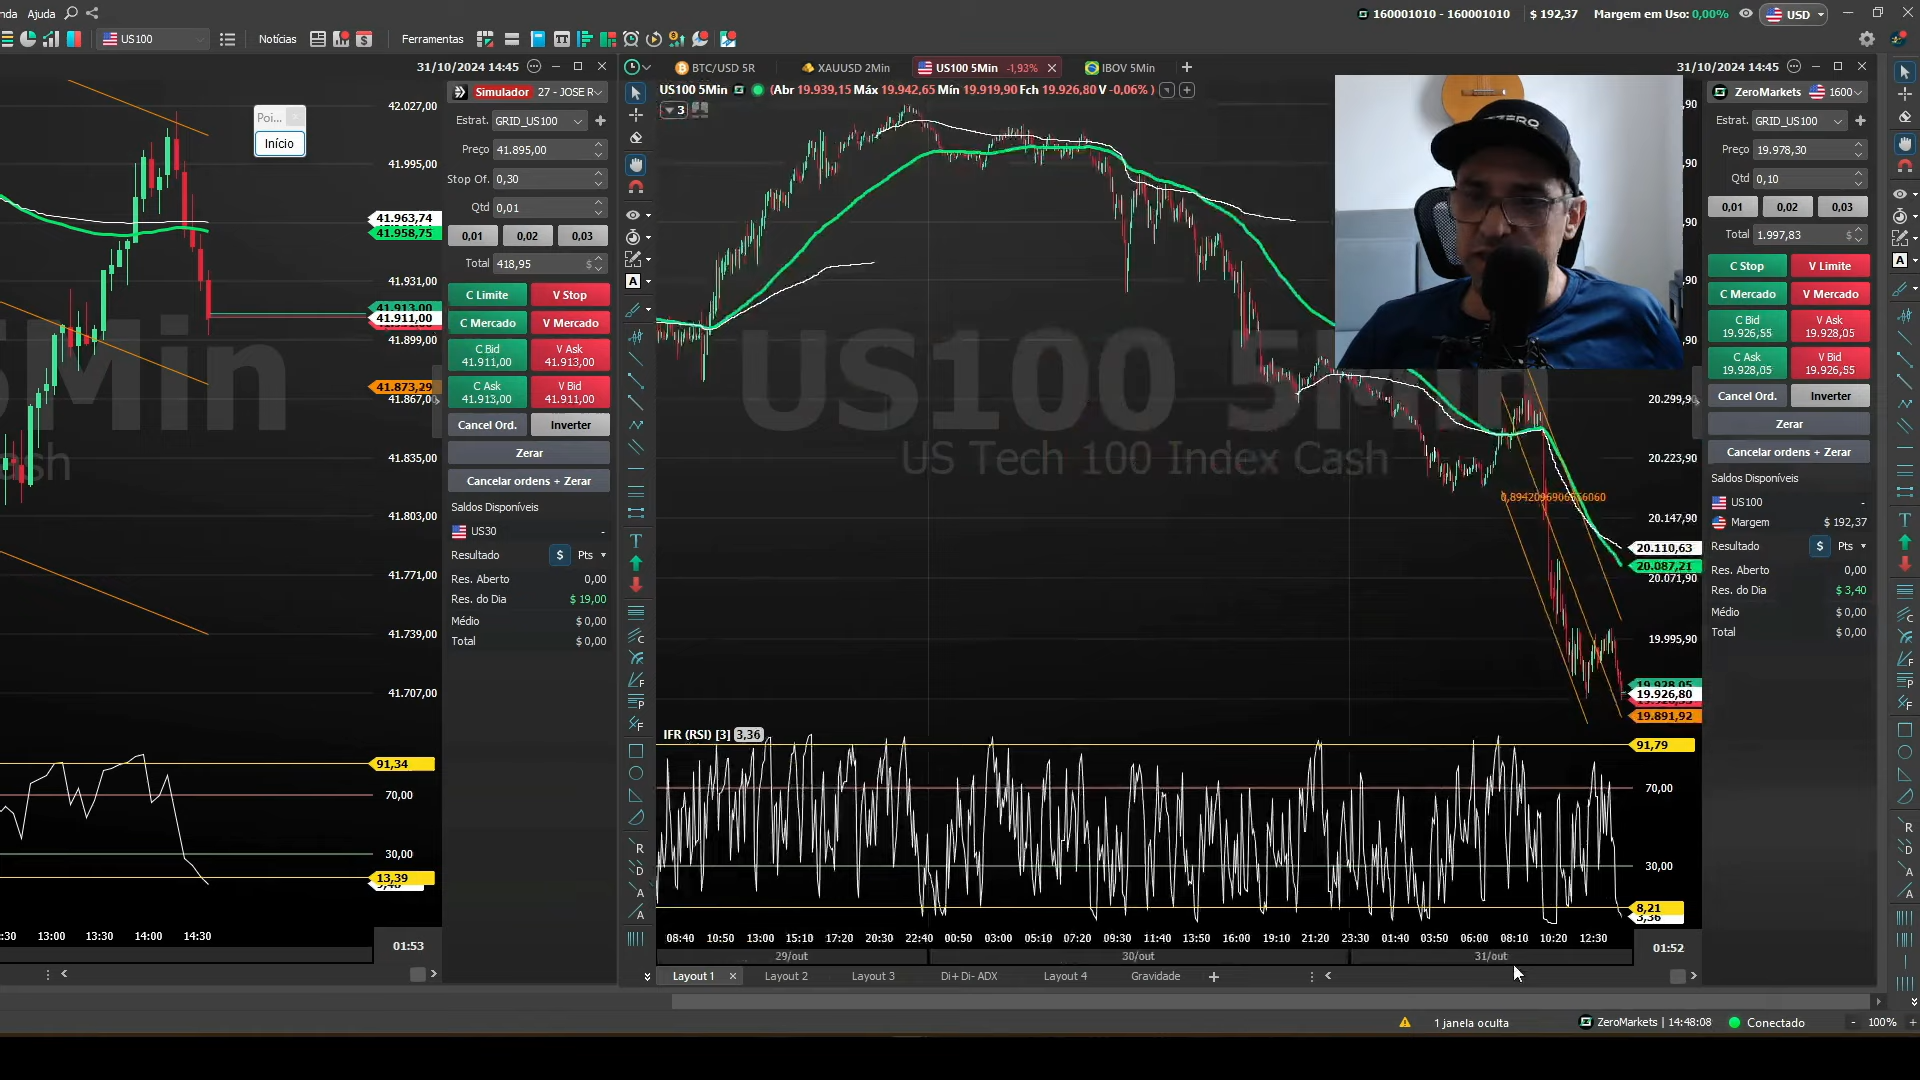 nda Ajuda
160001010 - 160001010 $ 192,37 Margem em Uso: 0,00% USD
US100 Notícias Ferramentas
31/10/2024 14:45
BTC/USD 5R XAUUSD 2Min US100 5Min -1,93% IBOV 5Min
31/10/2024 14:45
US100 5Min (Abr 19.939,15 Máx 19.942,65 Mín 19.919,90 Fch 19.926,80 V -0,06% )
3
Poi...
Início
42.027,00
41.995,00
41.963,74
41.958,75
41.931,00
41.913,00
41.911,00
41.899,00
41.873,29
41.867,00
41.835,00
41.803,00
41.771,00
41.739,00
41.707,00
5Min
ash
91,34
70,00
30,00
13,39
:30 13:00 13:30 14:00 14:30
01:53
Simulador 27 - JOSE R
Estrat. GRID_US100
Preço 41.895,00
Stop Of. 0,30
Qtd 0,01
0,01 0,02 0,03
Total 418,95 $
C Limite V Stop
C Mercado V Mercado
C Bid V Ask
41.911,00 41.913,00
C Ask V Bid
41.913,00 41.911,00
Cancel Ord. Inverter
Zerar
Cancelar ordens + Zerar
Saldos Disponíveis
US30 -
Resultado $ Pts
Res. Aberto 0,00
Res. do Dia $ 19,00
Médio $ 0,00
Total $ 0,00
US100 5Min
US Tech 100 Index Cash
20.299,90
20.223,90
20.147,90
20.110,63
20.087,21
20.071,90
19.995,90
19.928,05
19.926,80
19.891,92
IFR (RSI) [3] 3,36
91,79
70,00
30,00
8,21
3,36
08:40 10:50 13:00 15:10 17:20 20:30 22:40 00:50 03:00 05:10 07:20 09:30 11:40 13:50 16:00 19:10 21:20 23:30 01:40 03:50 06:00 08:10 10:20 12:30
29/out 30/out 31/out
01:52
Layout 1 Layout 2 Layout 3 Di+ Di- ADX Layout 4 Gravidade
ZeroMarkets 1600
Estrat. GRID_US100
Preço 19.978,30
Qtd 0,10
0,01 0,02 0,03
Total 1.997,83 $
C Stop V Limite
C Mercado V Mercado
C Bid V Ask
19.926,55 19.928,05
C Ask V Bid
19.928,05 19.926,55
Cancel Ord. Inverter
Zerar
Cancelar ordens + Zerar
Saldos Disponíveis
US100 -
Margem $ 192,37
Resultado $ Pts
Res. Aberto 0,00
Res. do Dia $ 3,40
Médio $ 0,00
Total $ 0,00
1 janela oculta ZeroMarkets | 14:48:08 Conectado - 100% +